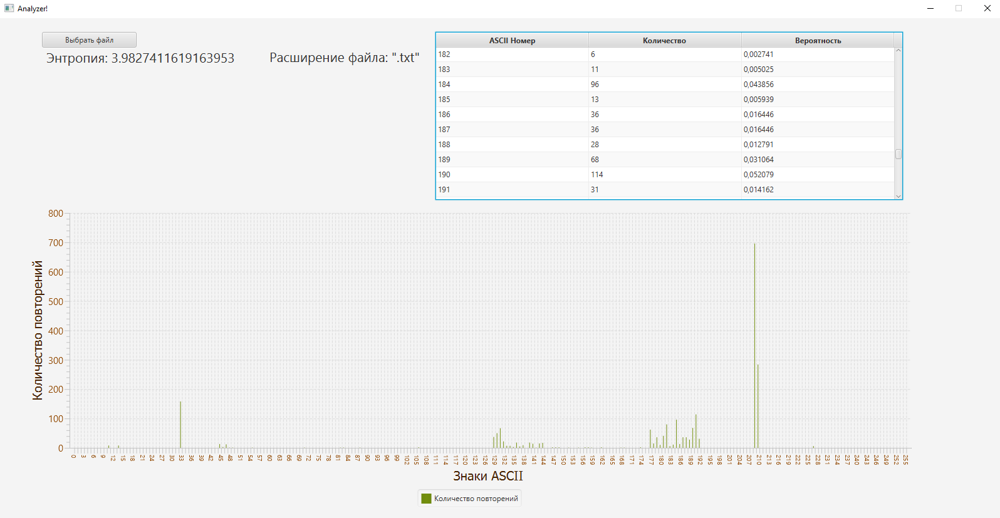 Analyzer!
Выбрать файл
Энтропия: 3.9827411619163953
Расширение файла: ".txt"
ASCII Номер Количество Вероятность
182 6 0,002741
183 11 0,005025
184 96 0,043856
185 13 0,005939
186 36 0,016446
187 36 0,016446
188 28 0,012791
189 68 0,031064
190 114 0,052079
191 31 0,014162
Количество повторений
800
700
600
500
400
300
200
100
0
0 3 6 9 12 15 18 21 24 27 30 33 36 39 42 45 48 51 54 57 60 63 66 69 72 75 78 81 84 87 90 93 96 99 102 105 108 111 114 117 120 123 126 129 132 135 138 141 144 147 150 153 156 159 162 165 168 171 174 177 180 183 186 189 192 195 198 201 204 207 210 213 216 219 222 225 228 231 234 237 240 243 246 249 252 255
Знаки ASCII
Количество повторений